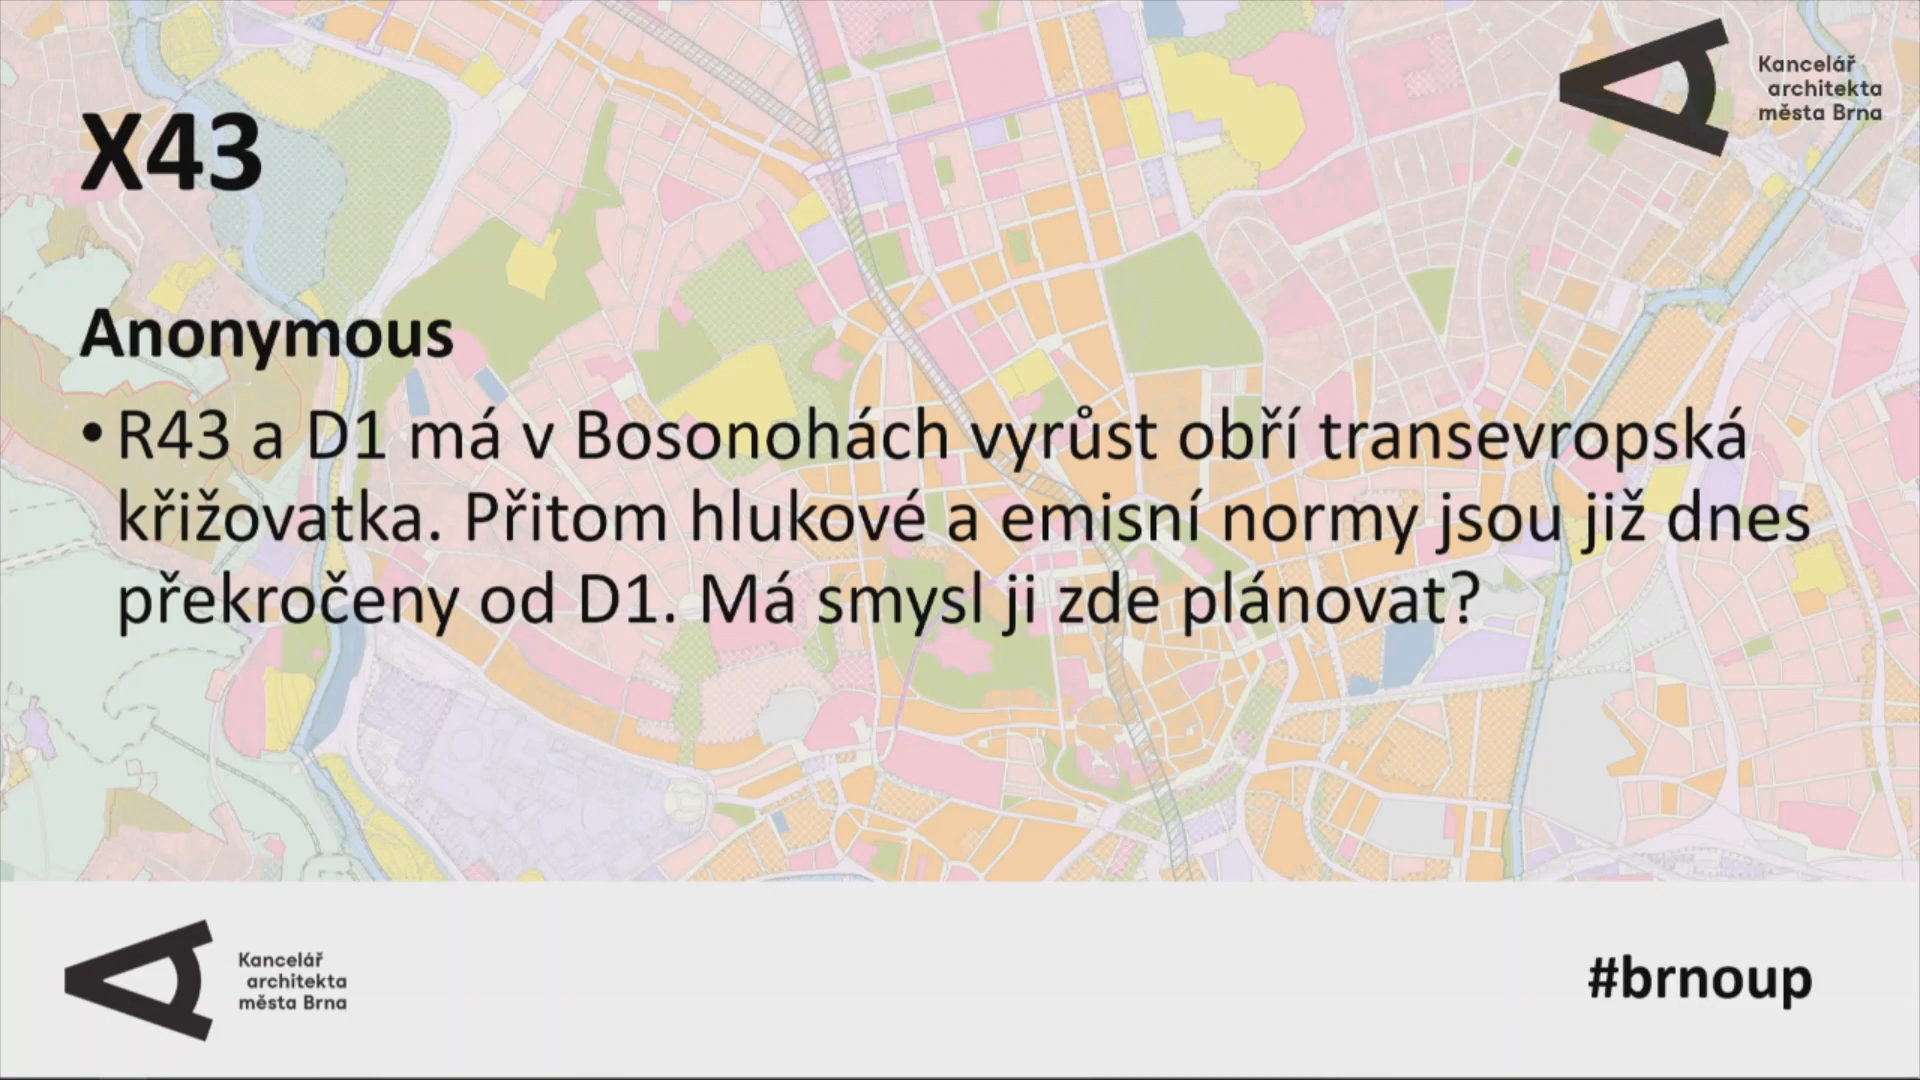 Kancelář
architekta
města Brna
X43
Anonymous
• R43 a D1 má v Bosonohách vyrůst obří transevropská
křižovatka. Přitom hlukové a emisní normy jsou již dnes
překročeny od D1. Má smysl ji zde plánovat?
Kancelář
architekta
města Brna
#brnoup